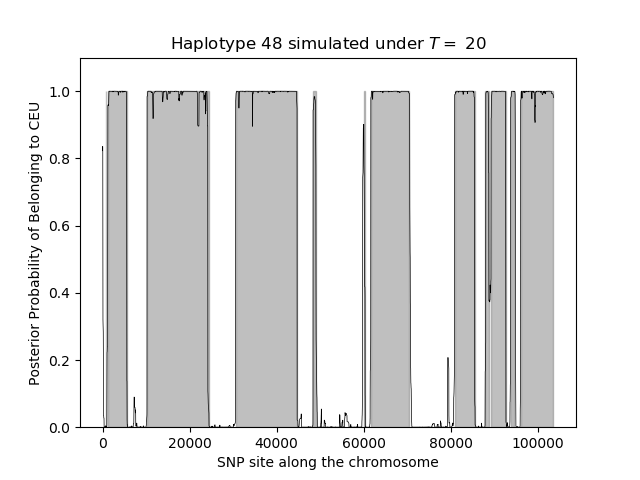 Haplotype 48 simulated under T = 20
Posterior Probability of Belonging to CEU
1.0
0.8
0.6
0.4
0.2
0.0
0 20000 40000 60000 80000 100000
SNP site along the chromosome